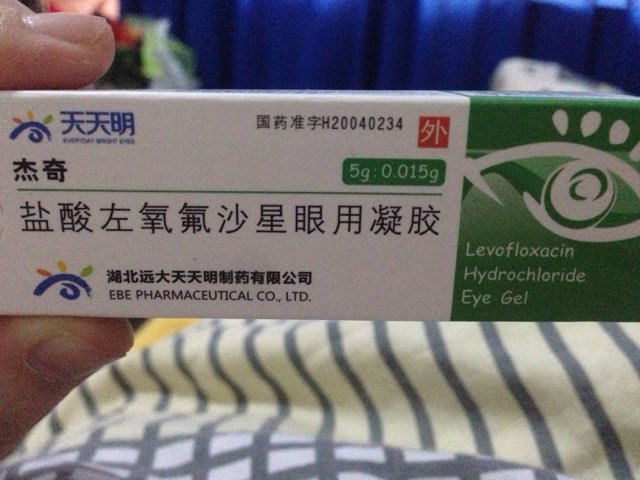 天天明
EVERYDAY BRIGHT EYES
国药准字H20040234
外
杰奇
5g:0.015g
盐酸左氧氟沙星眼用凝胶
湖北远大天天明制药有限公司
EBE PHARMACEUTICAL CO., LTD.
Levofloxacin
Hydrochloride
Eye Gel